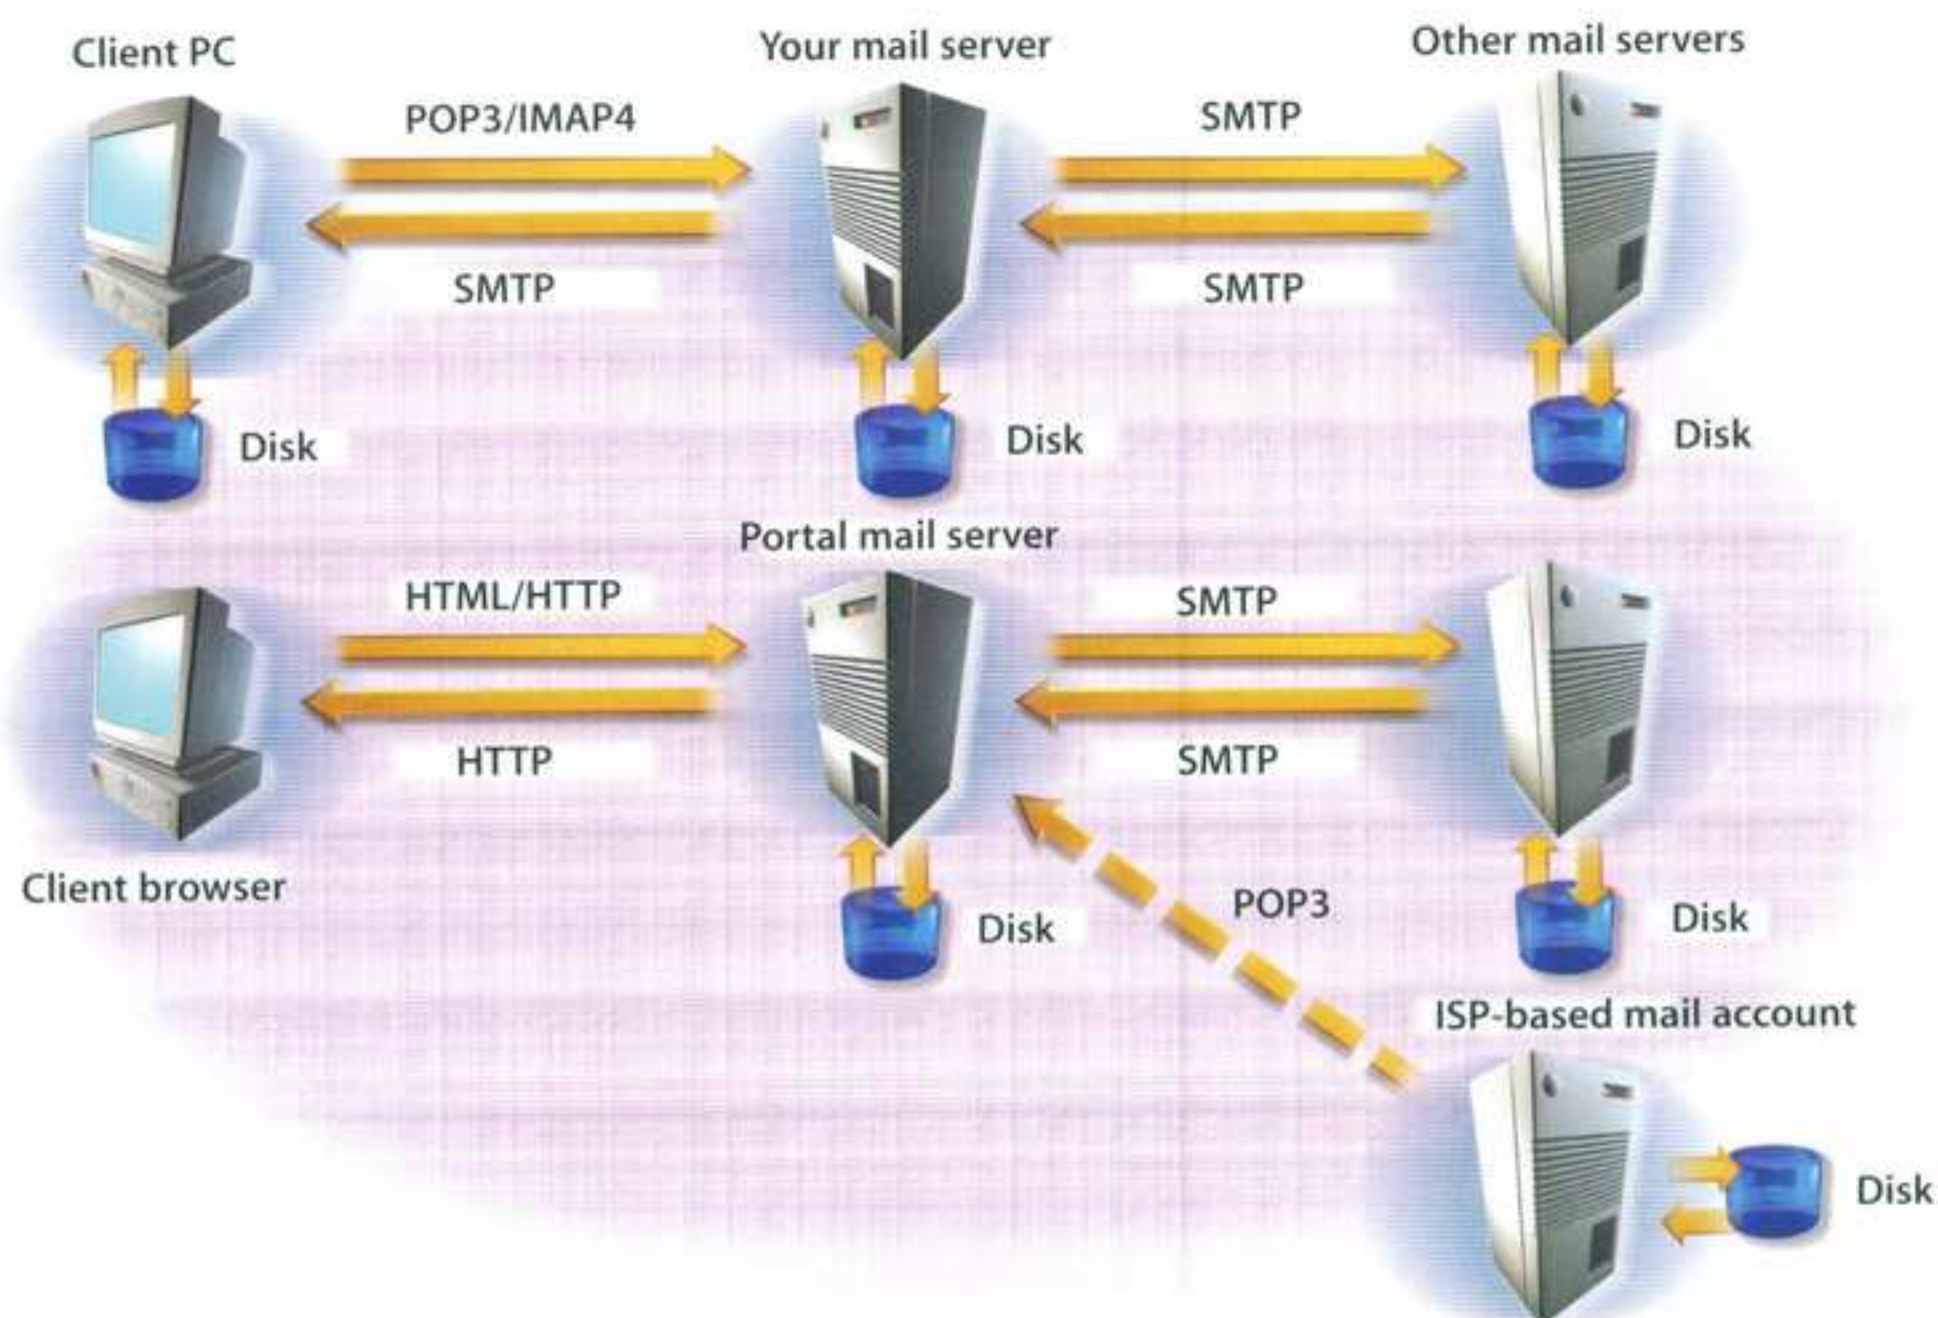 Client PC
Your mail server
Other mail servers
POP3/IMAP4
SMTP
SMTP
SMTP
Disk
Disk
Disk
Portal mail server
HTML/HTTP
SMTP
HTTP
SMTP
Client browser
POP3
Disk
Disk
ISP-based mail account
Disk